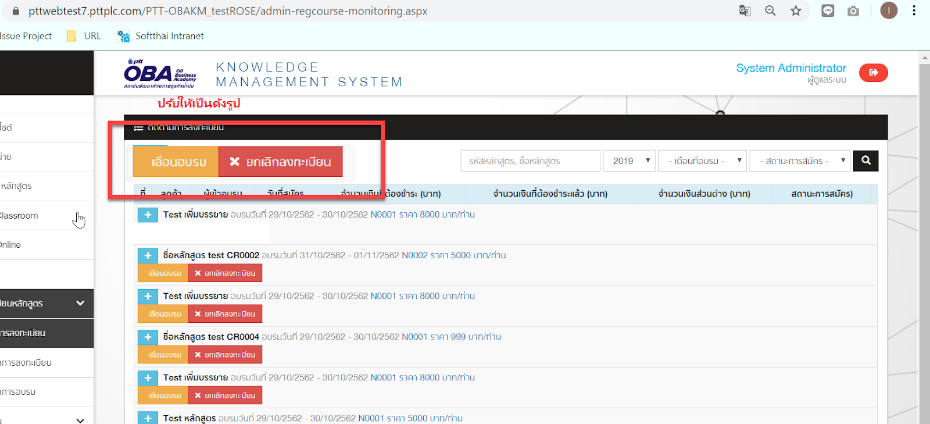 pttwebtest7.pttplc.com/PTT-OBAKM_testROSE/admin-regcourse-monitoring.aspx
I
Issue Project URL Softthai Intranet
ptt
OBA Oil Business Academy
KNOWLEDGE
MANAGEMENT SYSTEM
System Administrator
ผู้ดูแลระบบ
ปรับให้เป็นดังรูป
ติดตามการลงทะเบียน
เลื่อนอบรม ยกเลิกลงทะเบียน
รหัสหลักสูตร, ชื่อหลักสูตร 2019 - เดือนที่อบรม - - สถานะการสมัคร -
ที่ ลูกค้า ผู้เข้าอบรม วันที่สมัคร จำนวนเงินที่ต้องชำระ (บาท) จำนวนเงินที่ต้องชำระแล้ว (บาท) จำนวนเงินส่วนต่าง (บาท) สถานะการสมัคร)
Test เพิ่มบรรยาย อบรมวันที่ 29/10/2562 - 30/10/2562 N0001 ราคา 8000 บาท/ท่าน
ชื่อหลักสูตร test CR0002 อบรมวันที่ 31/10/2562 - 01/11/2562 N0002 ราคา 5000 บาท/ท่าน
เลื่อนอบรม ยกเลิกลงทะเบียน
Test เพิ่มบรรยาย อบรมวันที่ 29/10/2562 - 30/10/2562 N0001 ราคา 8000 บาท/ท่าน
เลื่อนอบรม ยกเลิกลงทะเบียน
ชื่อหลักสูตร test CR0004 อบรมวันที่ 29/10/2562 - 30/10/2562 N0001 ราคา 999 บาท/ท่าน
เลื่อนอบรม ยกเลิกลงทะเบียน
Test เพิ่มบรรยาย อบรมวันที่ 29/10/2562 - 30/10/2562 N0001 ราคา 8000 บาท/ท่าน
เลื่อนอบรม ยกเลิกลงทะเบียน
Test หลักสูตร อบรมวันที่ 29/10/2562 - 30/10/2562 N0001 ราคา 5000 บาท/ท่าน
หลักสูตร
Classroom
Online
ยนหลักสูตร
การลงทะเบียน
การลงทะเบียน
การอบรม